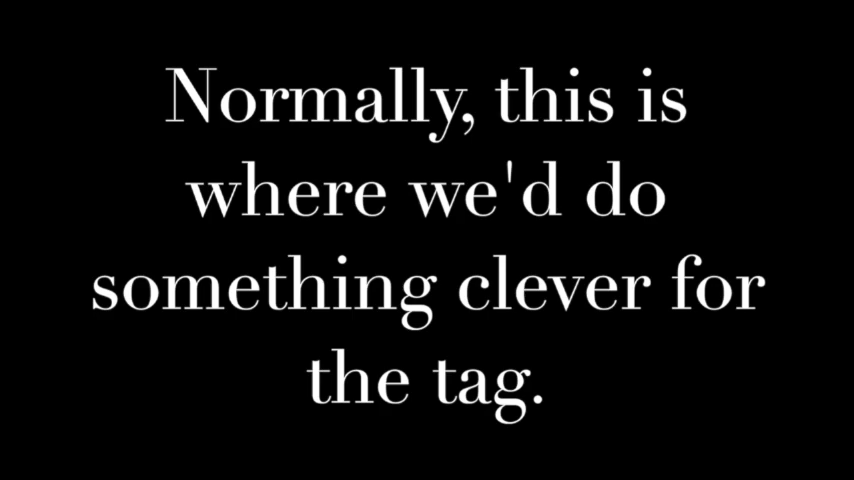 Normally, this is
where we'd do
something clever for
the tag.